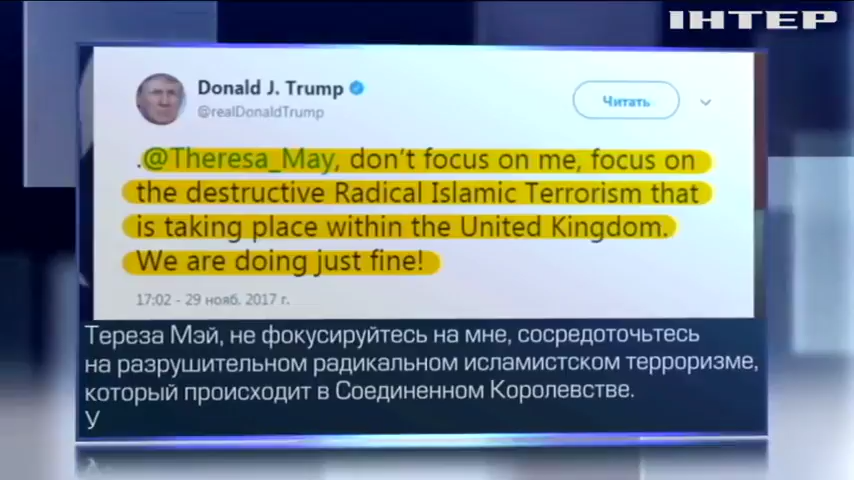 ІНТЕР
Donald J. Trump
@realDonaldTrump
Читать
.@Theresa_May, don't focus on me, focus on
the destructive Radical Islamic Terrorism that
is taking place within the United Kingdom.
We are doing just fine!
17:02 - 29 нояб. 2017 г.
Тереза Мэй, не фокусируйтесь на мне, сосредоточьтесь
на разрушительном радикальном исламистском терроризме,
который происходит в Соединенном Королевстве.
У